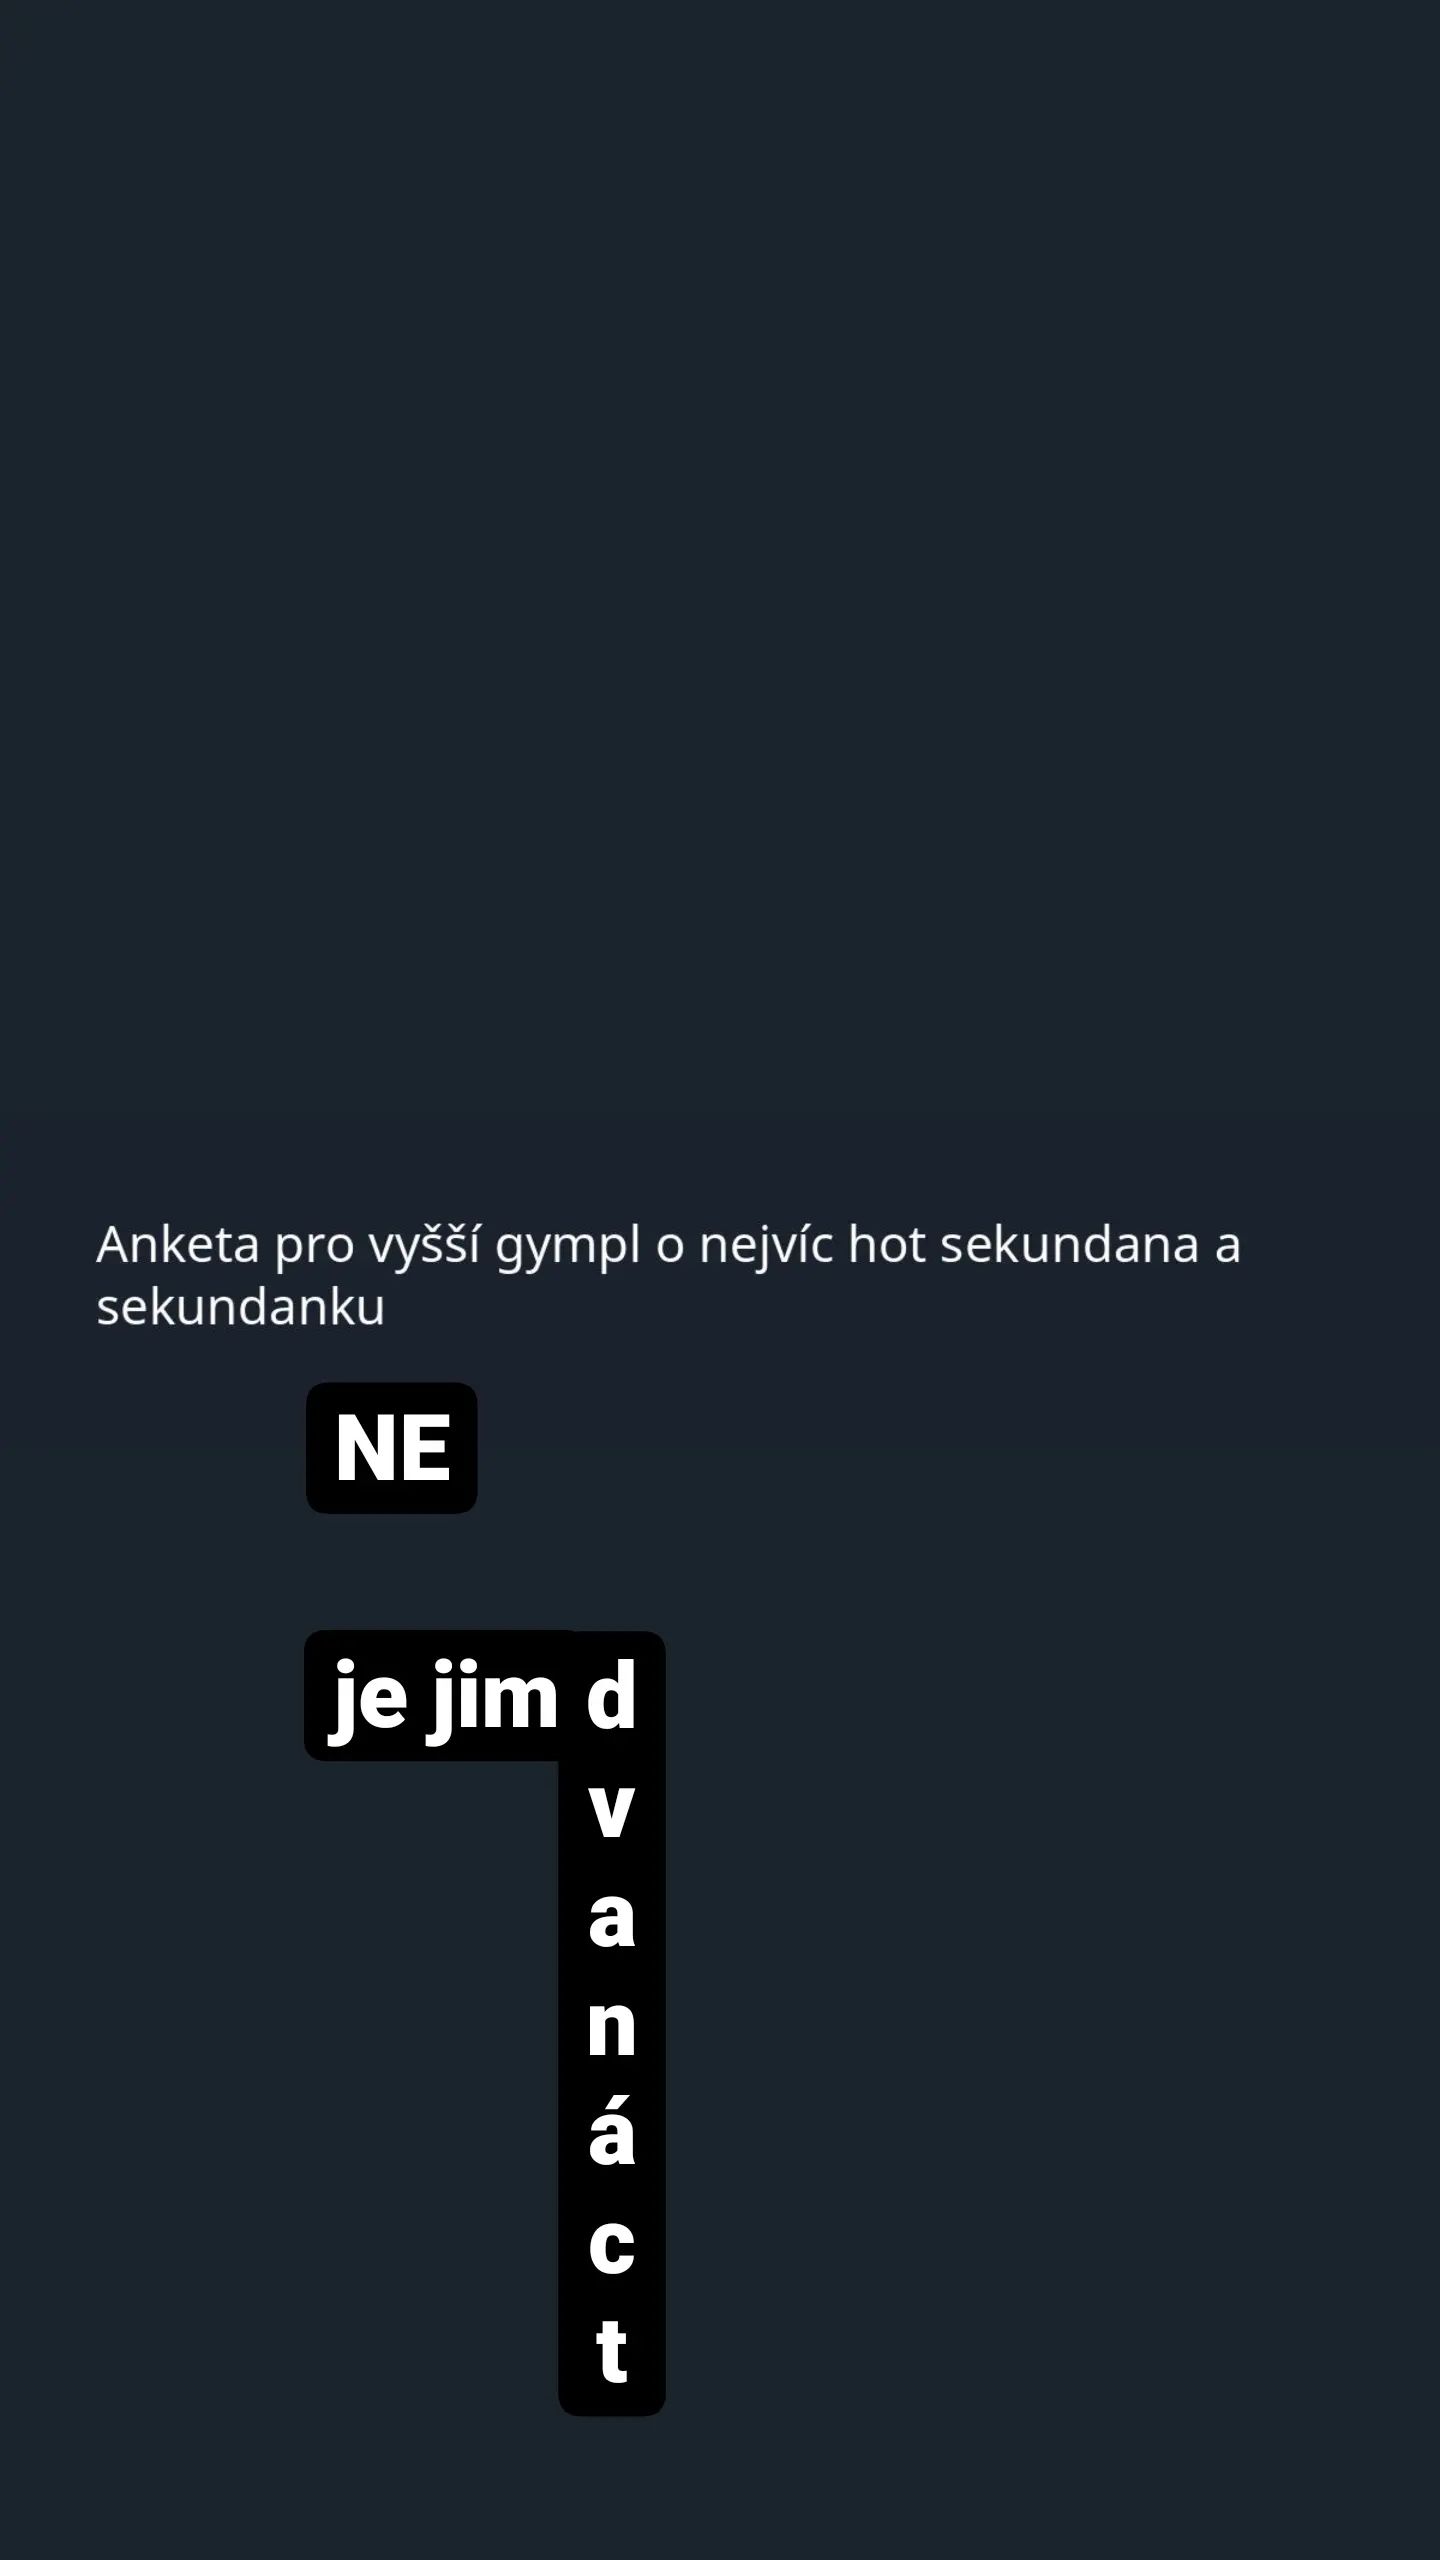 Anketa pro vyšší gympl o nejvíc hot sekundana a
sekundanku
NE
je jim
d
v
a
n
á
c
t